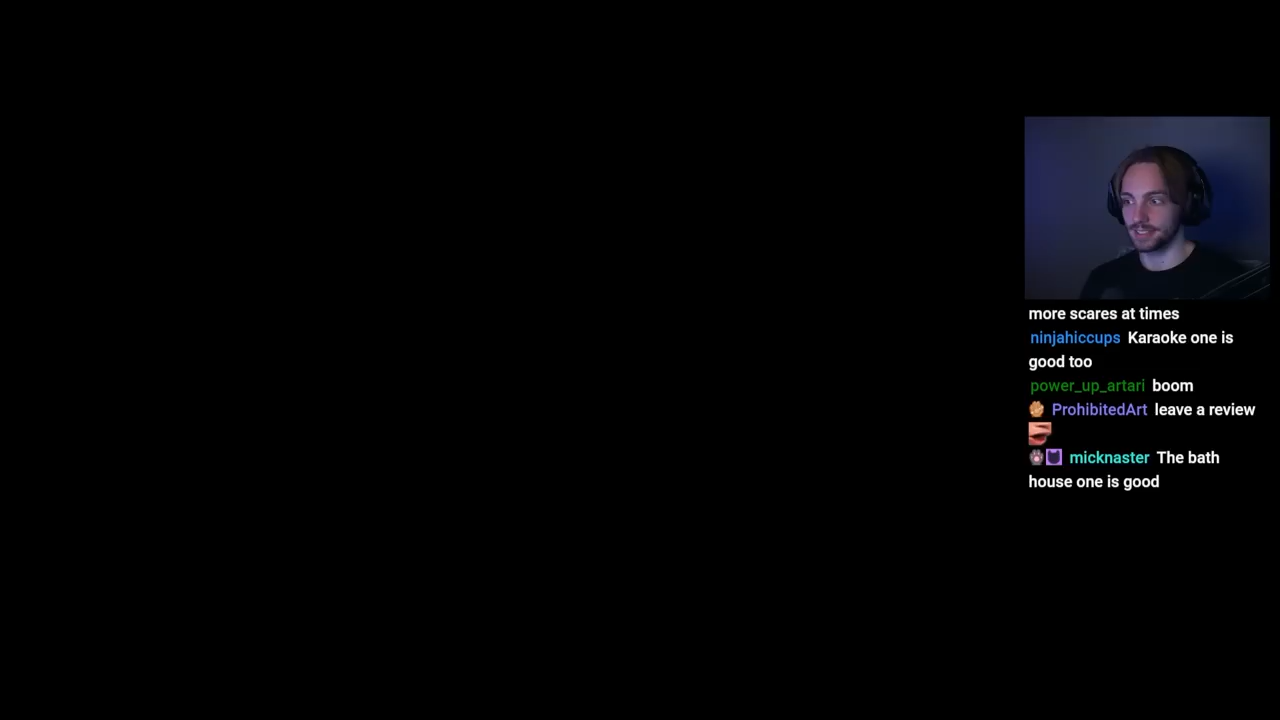 more scares at times
ninjahiccups Karaoke one is
good too
power_up_artari boom
ProhibitedArt leave a review
micknaster The bath
house one is good